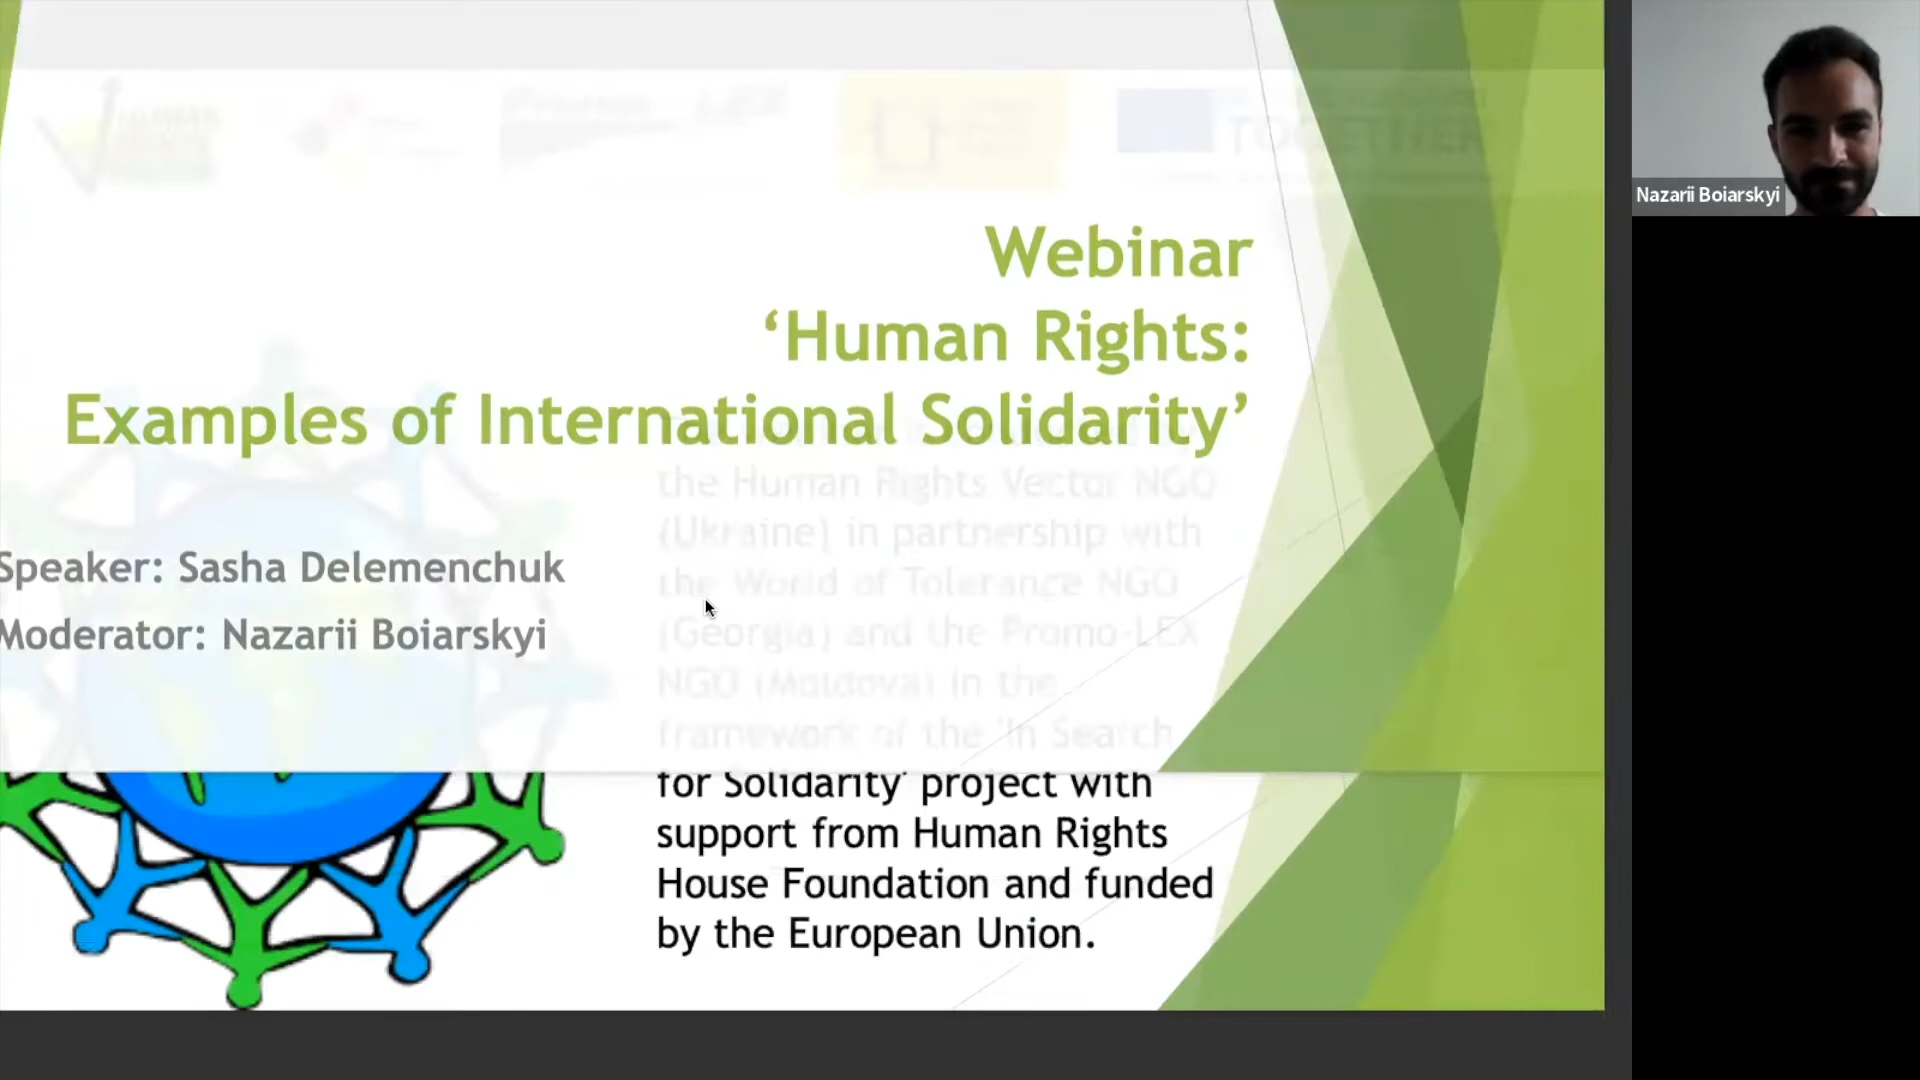 Promo-LEX
TOGETHER
Webinar
‘Human Rights:
Examples of International Solidarity’
the Human Rights Vector NGO
(Ukraine) in partnership with
the World of Tolerance NGO
(Georgia) and the Promo-LEX
NGO (Moldova) in the
framework of the 'In Search
for Solidarity' project with
support from Human Rights
House Foundation and funded
by the European Union.
Speaker: Sasha Delemenchuk
Moderator: Nazarii Boiarskyi
Nazarii Boiarskyi